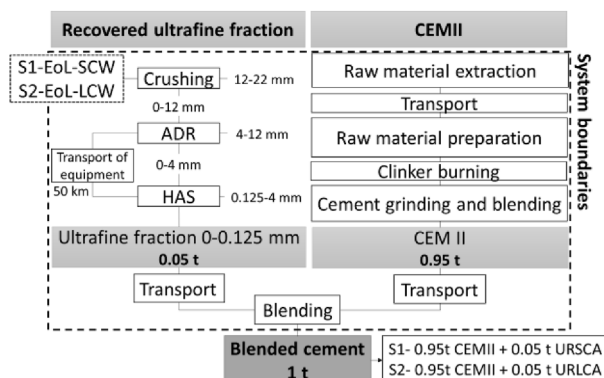 Recovered ultrafine fraction
CEMII
S1-EoL-SCW
S2-EoL-LCW
Crushing
12-22 mm
0-12 mm
ADR
4-12 mm
Transport of
equipment
50 km
0-4 mm
HAS
0.125-4 mm
Ultrafine fraction 0-0.125 mm
0.05 t
Raw material extraction
Transport
Raw material preparation
Clinker burning
Cement grinding and blending
CEM II
0.95 t
System boundaries
Transport
Transport
Blending
Blended cement
1 t
S1- 0.95t CEMII + 0.05 t URSCA
S2- 0.95t CEMII + 0.05 t URLCA